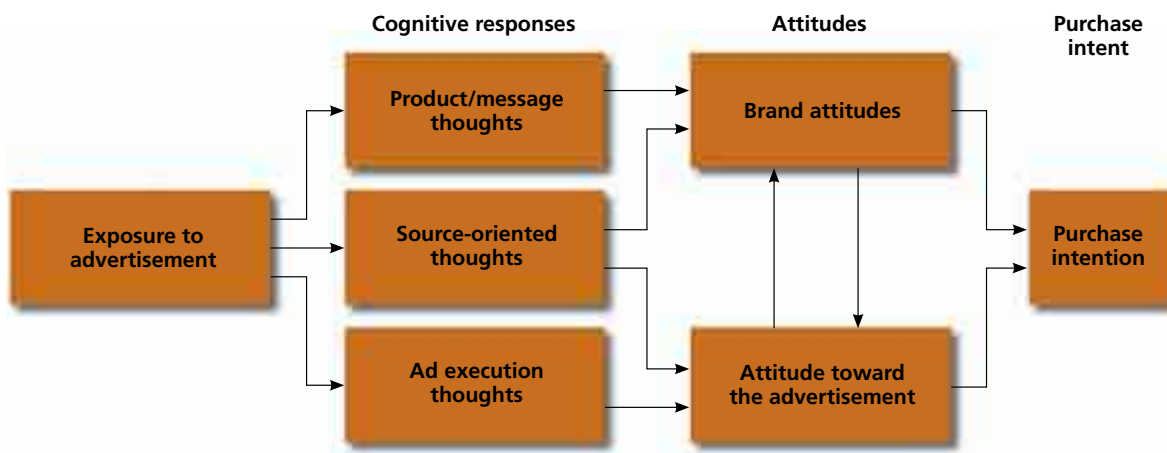 Cognitive responses
Attitudes
Purchase
intent
Product/message
thoughts
Brand attitudes
Exposure to
advertisement
Source-oriented
thoughts
Purchase
intention
Ad execution
thoughts
Attitude toward
the advertisement